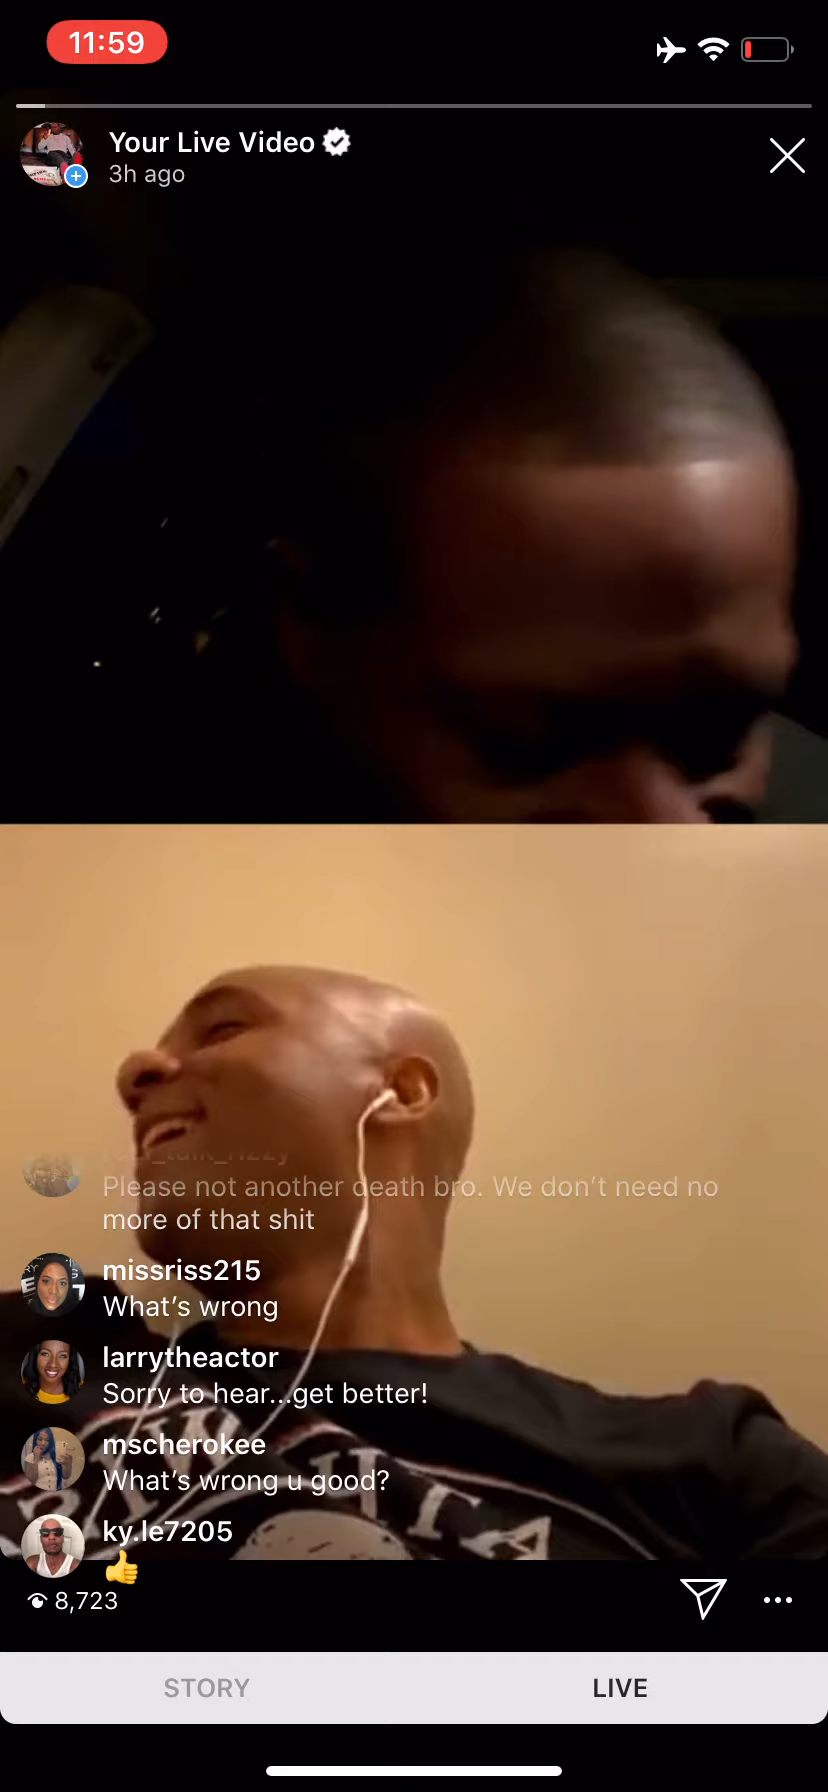 11:59
Your Live Video
3h ago
Please not another death bro. We don't need no
more of that shit
missriss215
What's wrong
larrytheactor
Sorry to hear...get better!
mscherokee
What's wrong u good?
ky.le7205
8,723
STORY
LIVE